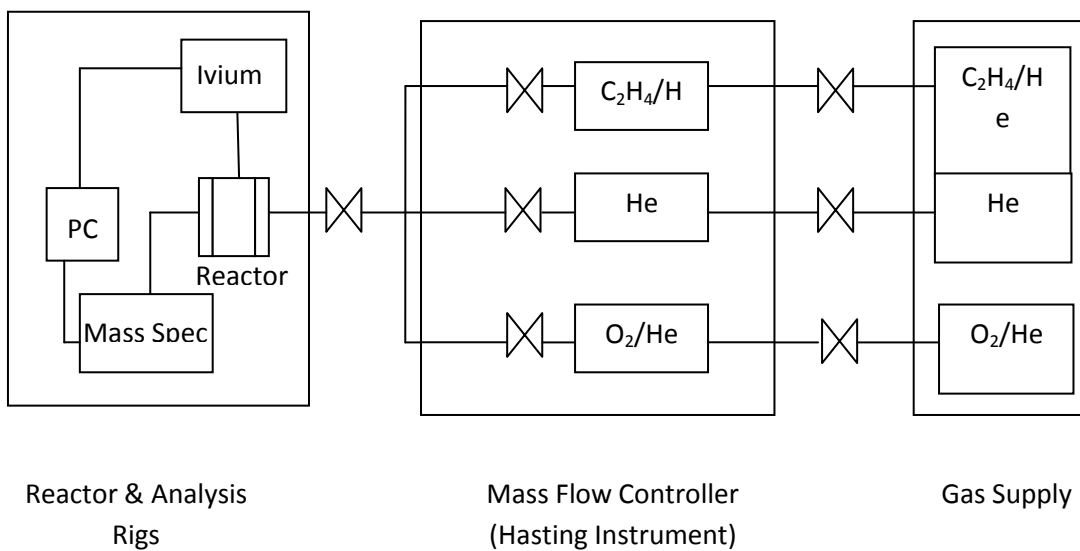 Ivium
PC
Reactor
Mass Spec
C₂H₄/H
He
O₂/He
C₂H₄/H
e
He
O₂/He
Reactor & Analysis
Rigs
Mass Flow Controller
(Hasting Instrument)
Gas Supply